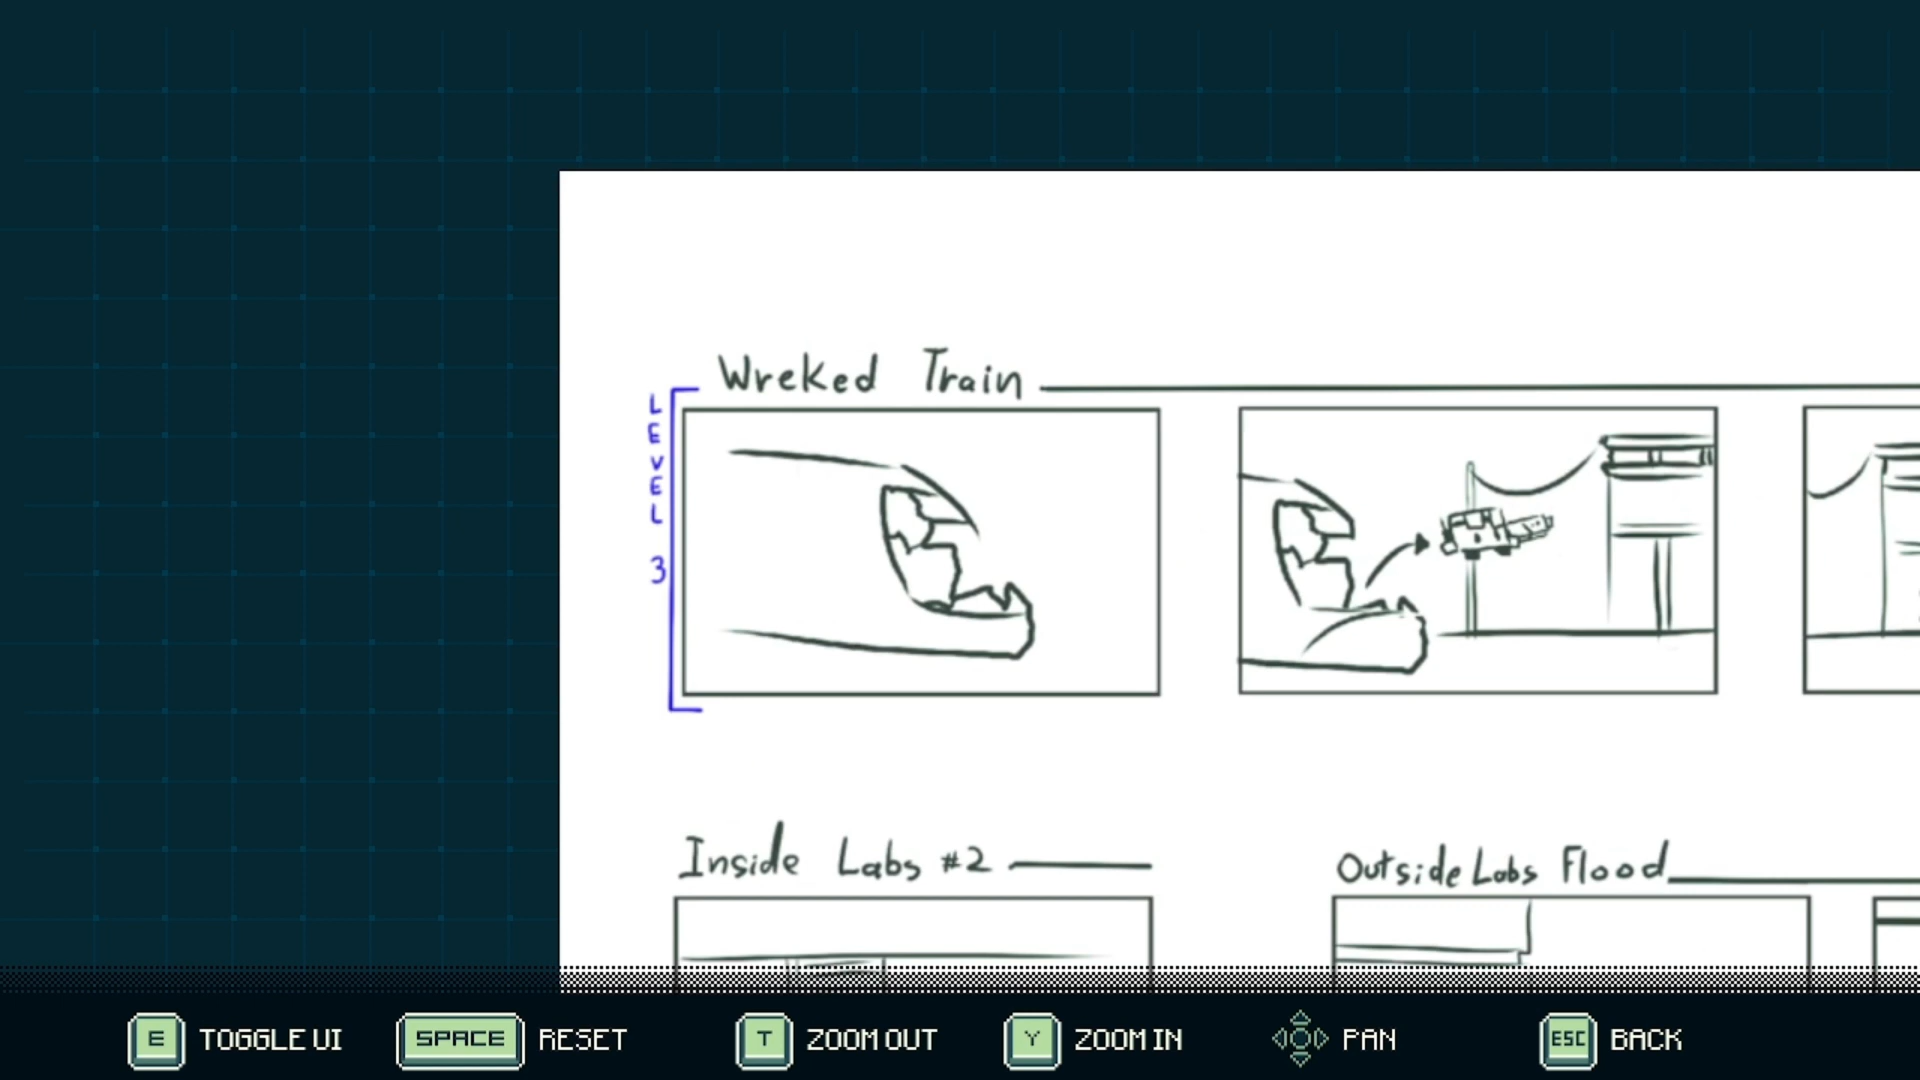 Wreked Train
LEVEL 3
Inside Labs #2
Outside Labs Flood
E TOGGLE UI SPACE RESET T ZOOM OUT Y ZOOM IN PAN ESC BACK